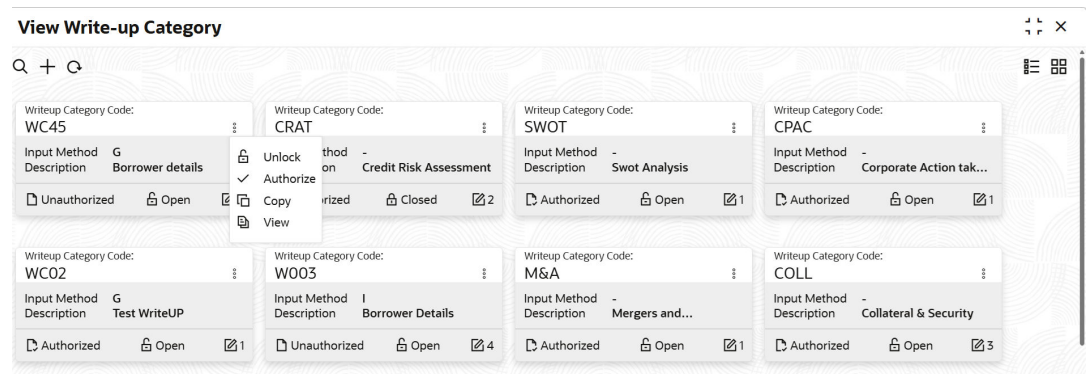 View Write-up Category
Writeup Category Code:
WC45
Input Method G
Description Borrower details
Unauthorized Open
Unlock
Authorize
Copy
View
Writeup Category Code:
CRAT
Credit Risk Assessment
Closed 2
Writeup Category Code:
SWOT
Input Method -
Description Swot Analysis
Authorized Open 1
Writeup Category Code:
CPAC
Input Method -
Description Corporate Action tak...
Authorized Open 1
Writeup Category Code:
WC02
Input Method G
Description Test WriteUP
Authorized Open 1
Writeup Category Code:
W003
Input Method I
Description Borrower Details
Unauthorized Open 4
Writeup Category Code:
M&A
Input Method -
Description Mergers and...
Authorized Open 1
Writeup Category Code:
COLL
Input Method -
Description Collateral & Security
Authorized Open 3